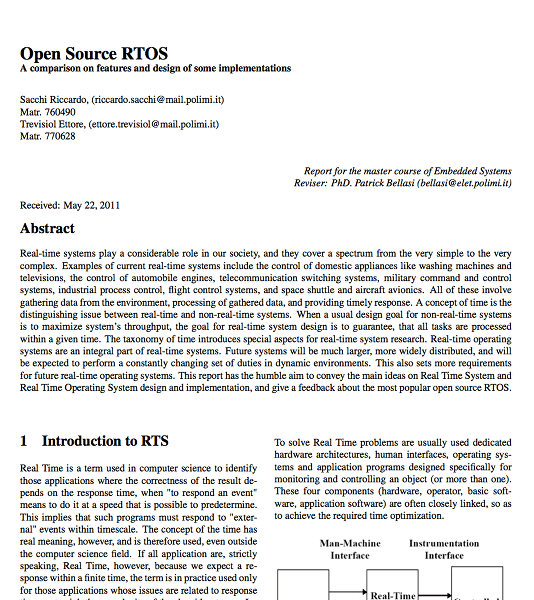 Open Source RTOS
A comparison on features and design of some implementations
Sacchi Riccardo, (riccardo.sacchi@mail.polimi.it)
Matr. 760490
Trevisiol Ettore, (ettore.trevisiol@mail.polimi.it)
Matr. 770628
Report for the master course of Embedded Systems
Reviser: PhD. Patrick Bellasi (bellasi@elet.polimi.it)
Received: May 22, 2011
Abstract
Real-time systems play a considerable role in our society, and they cover a spectrum from the very simple to the very
complex. Examples of current real-time systems include the control of domestic appliances like washing machines and
televisions, the control of automobile engines, telecommunication switching systems, military command and control
systems, industrial process control, flight control systems, and space shuttle and aircraft avionics. All of these involve
gathering data from the environment, processing of gathered data, and providing timely response. A concept of time is the
distinguishing issue between real-time and non-real-time systems. When a usual design goal for non-real-time systems
is to maximize system's throughput, the goal for real-time system design is to guarantee, that all tasks are processed
within a given time. The taxonomy of time introduces special aspects for real-time system research. Real-time operating
systems are an integral part of real-time systems. Future systems will be much larger, more widely distributed, and will
be expected to perform a constantly changing set of duties in dynamic environments. This also sets more requirements
for future real-time operating systems. This report has the humble aim to convey the main ideas on Real Time System and
Real Time Operating System design and implementation, and give a feedback about the most popular open source RTOS.
1 Introduction to RTS
Real Time is a term used in computer science to identify
those applications where the correctness of the result de-
pends on the response time, when "to respond an event"
means to do it at a speed that is possible to predetermine.
This implies that such programs must respond to "exter-
nal" events within timescale. The concept of the time has
real meaning, however, and is therefore used, even outside
the computer science field. If all application are, strictly
speaking, Real Time, however, because we expect a re-
sponse within a finite time, the term is in practice used only
for those applications whose issues are related to response
To solve Real Time problems are usually used dedicated
hardware architectures, human interfaces, operating sys-
tems and application programs designed specifically for
monitoring and controlling an object (or more than one).
These four components (hardware, operator, basic soft-
ware, application software) are often closely linked, so as
to achieve the required time optimization.
Man-Machine Instrumentation
Interface Interface
Real-Time